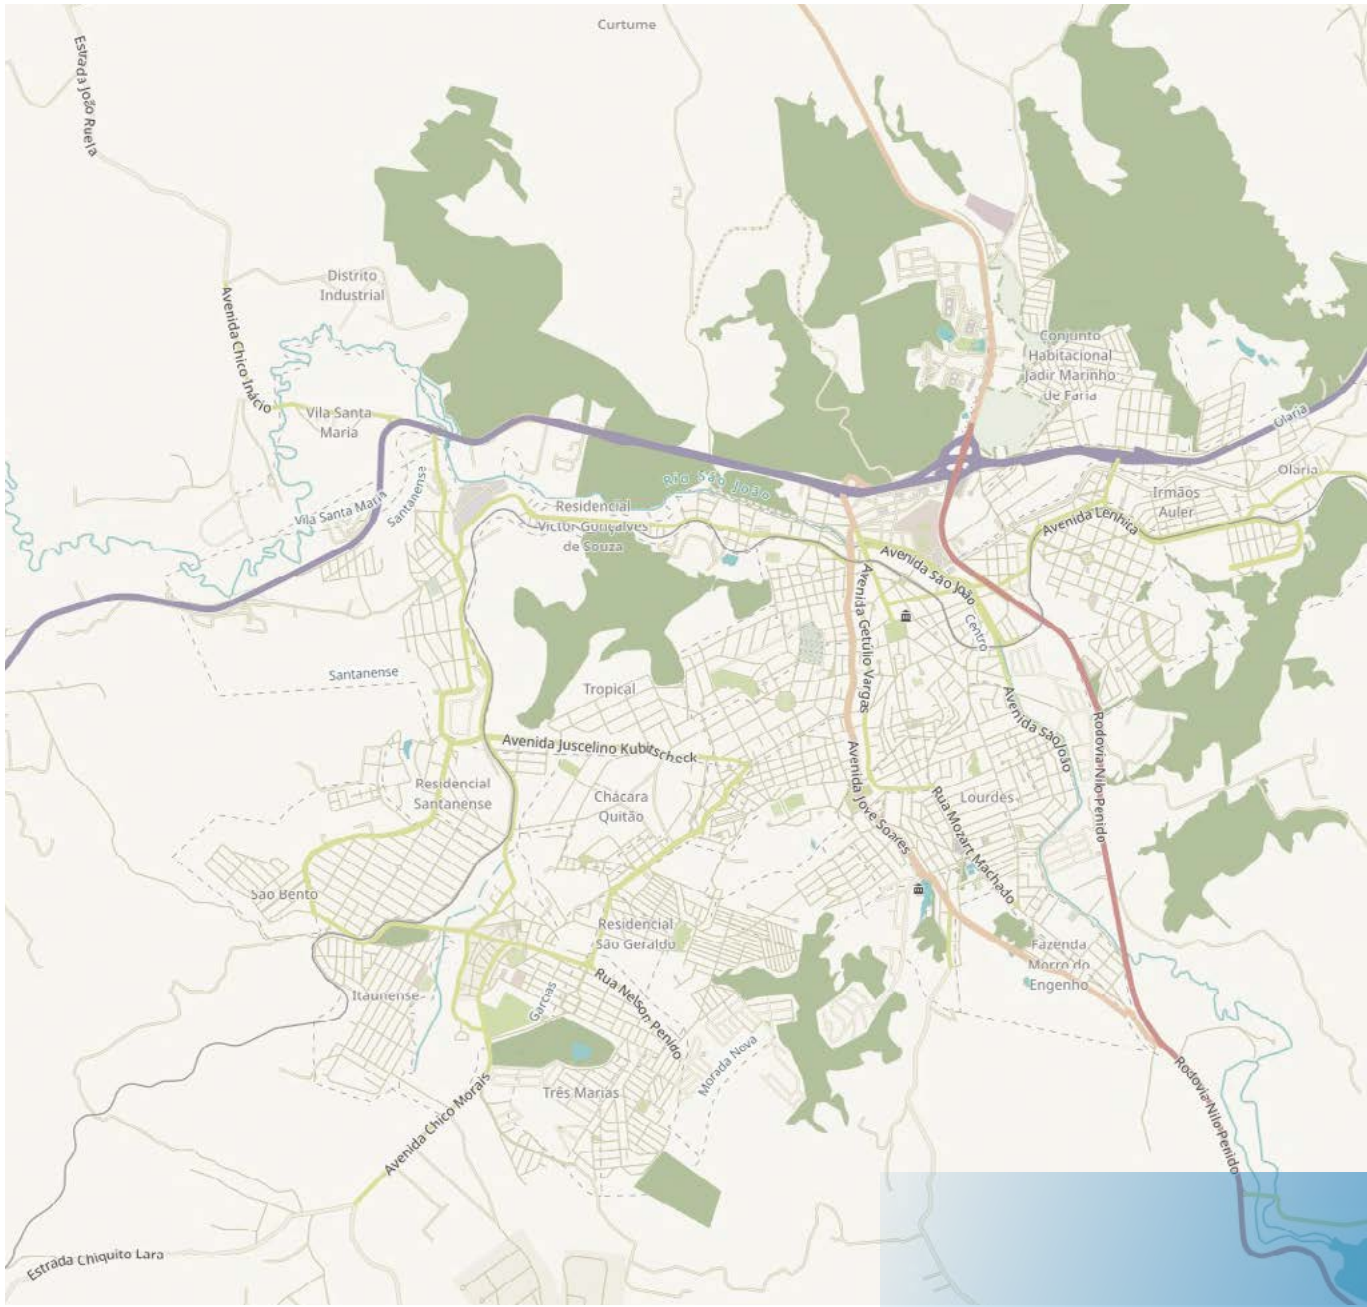 Curtume
Estrada João Ruela
Distrito
Industrial
Avenida Chico Inácio
Conjunto
Habitacional
Jadir Marinho
de Faria
Vila Santa
Maria
Olaria
Olaria
Rio São João
Santanense
Vila Santa Maria
Residencial
Victor Gonçalves
de Souza
Irmãos
Auler
Avenida Lenhita
Avenida São João
Centro
Avenida Getúlio Vargas
Santanense
Tropical
Avenida São João
Rodovia Nilo Penido
Avenida Juscelino Kubitscheck
Residencial
Santanense
Chácara
Quitão
Avenida Jove Soares
Lourdes
Rua Mozart Machado
São Bento
Residencial
São Geraldo
Fazenda
Morro do
Engenho
Itaunense
Garcias
Rua Nelson Penido
Morada Nova
Três Marias
Avenida Chico Morais
Rodovia Nilo Penido
Estrada Chiquito Lara